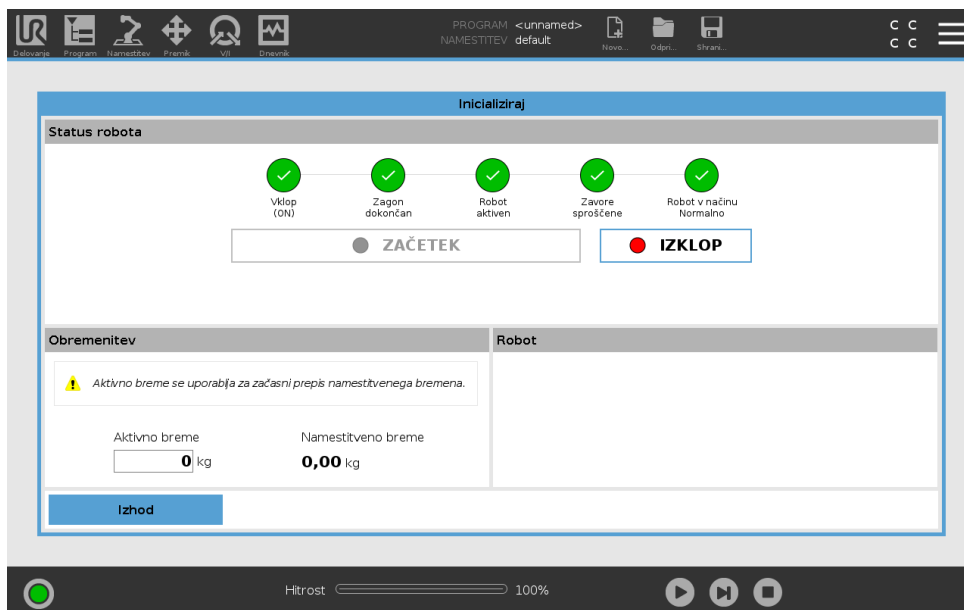 PROGRAM <unnamed>
NAMESTITEV default
Delovanje Program Namestitev Premik V/I Dnevnik Novo... Odpri... Shrani...
C C
C C
Inicializiraj
Status robota
Vklop (ON)
Zagon dokončan
Robot aktiven
Zavore sproščene
Robot v načinu Normalno
ZAČETEK
IZKLOP
Obremenitev
Robot
Aktivno breme se uporablja za začasni prepis namestitvenega bremena.
Aktivno breme
Namestitveno breme
0 kg
0,00 kg
Izhod
Hitrost 100%